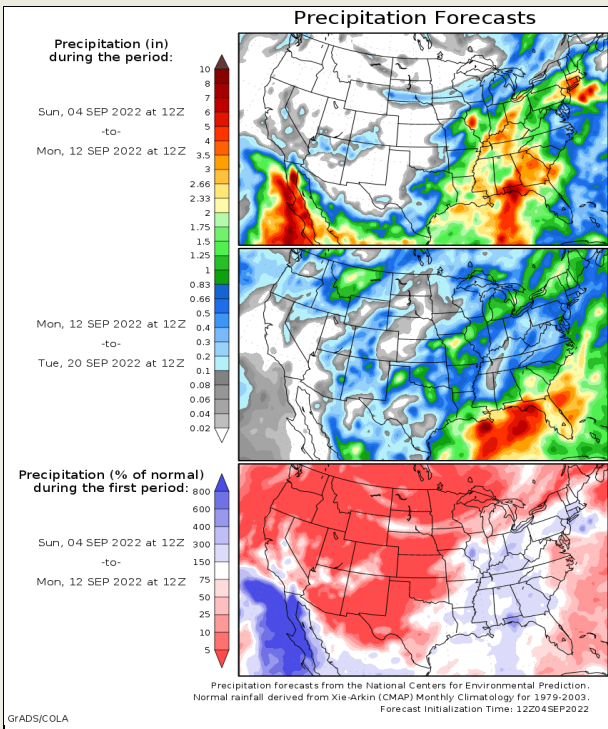 Precipitation Forecasts
Precipitation (in)
during the period:
Sun, 04 SEP 2022 at 12Z
-to-
Mon, 12 SEP 2022 at 12Z
10
8
7
6
5
4
3.5
3
2.66
2.33
2
1.75
1.5
1.25
1
0.83
0.66
0.5
0.4
0.3
0.2
0.1
0.08
0.06
0.04
0.02
Mon, 12 SEP 2022 at 12Z
-to-
Tue, 20 SEP 2022 at 12Z
Precipitation (% of normal)
during the first period:
Sun, 04 SEP 2022 at 12Z
-to-
Mon, 12 SEP 2022 at 12Z
800
600
400
300
150
75
50
25
10
5
Precipitation forecasts from the National Centers for Environmental Prediction.
Normal rainfall derived from Xie-Arkin (CMAP) Monthly Climatology for 1979-2003.
Forecast Initialization Time: 12Z04SEP2022
GrADS/COLA